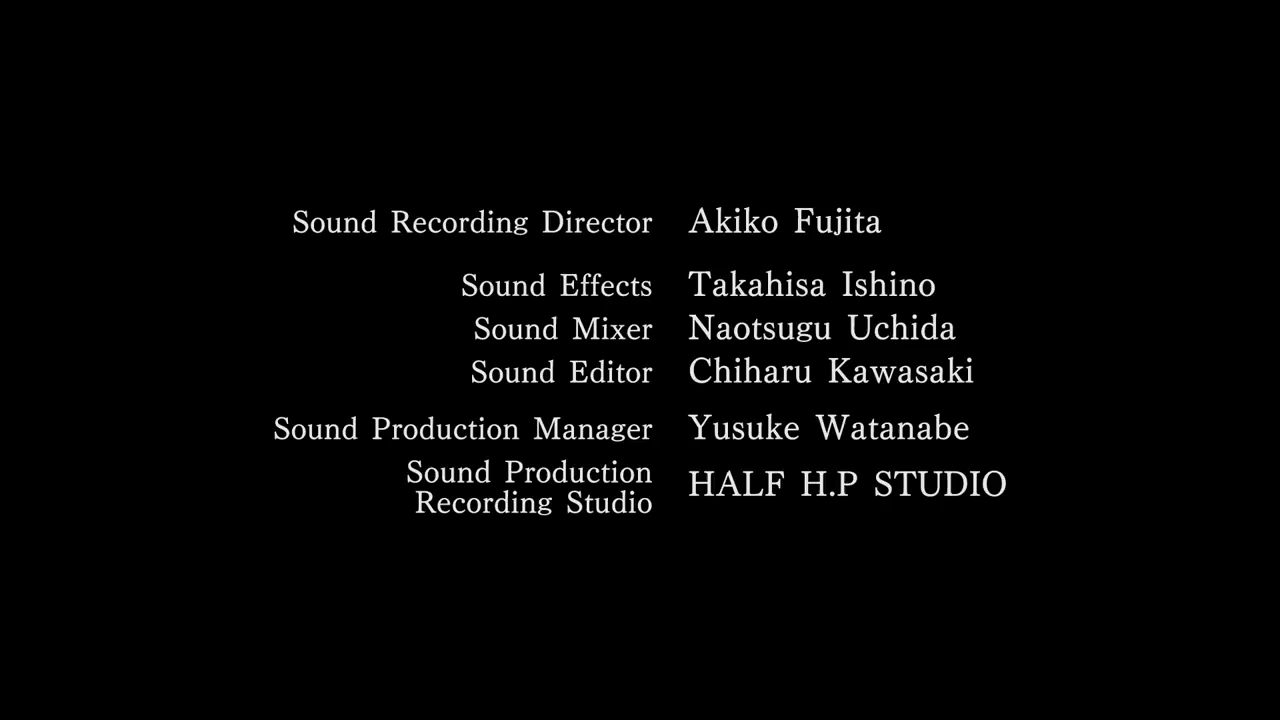 Sound Recording Director Akiko Fujita
Sound Effects Takahisa Ishino
Sound Mixer Naotsugu Uchida
Sound Editor Chiharu Kawasaki
Sound Production Manager Yusuke Watanabe
Sound Production
Recording Studio HALF H.P STUDIO